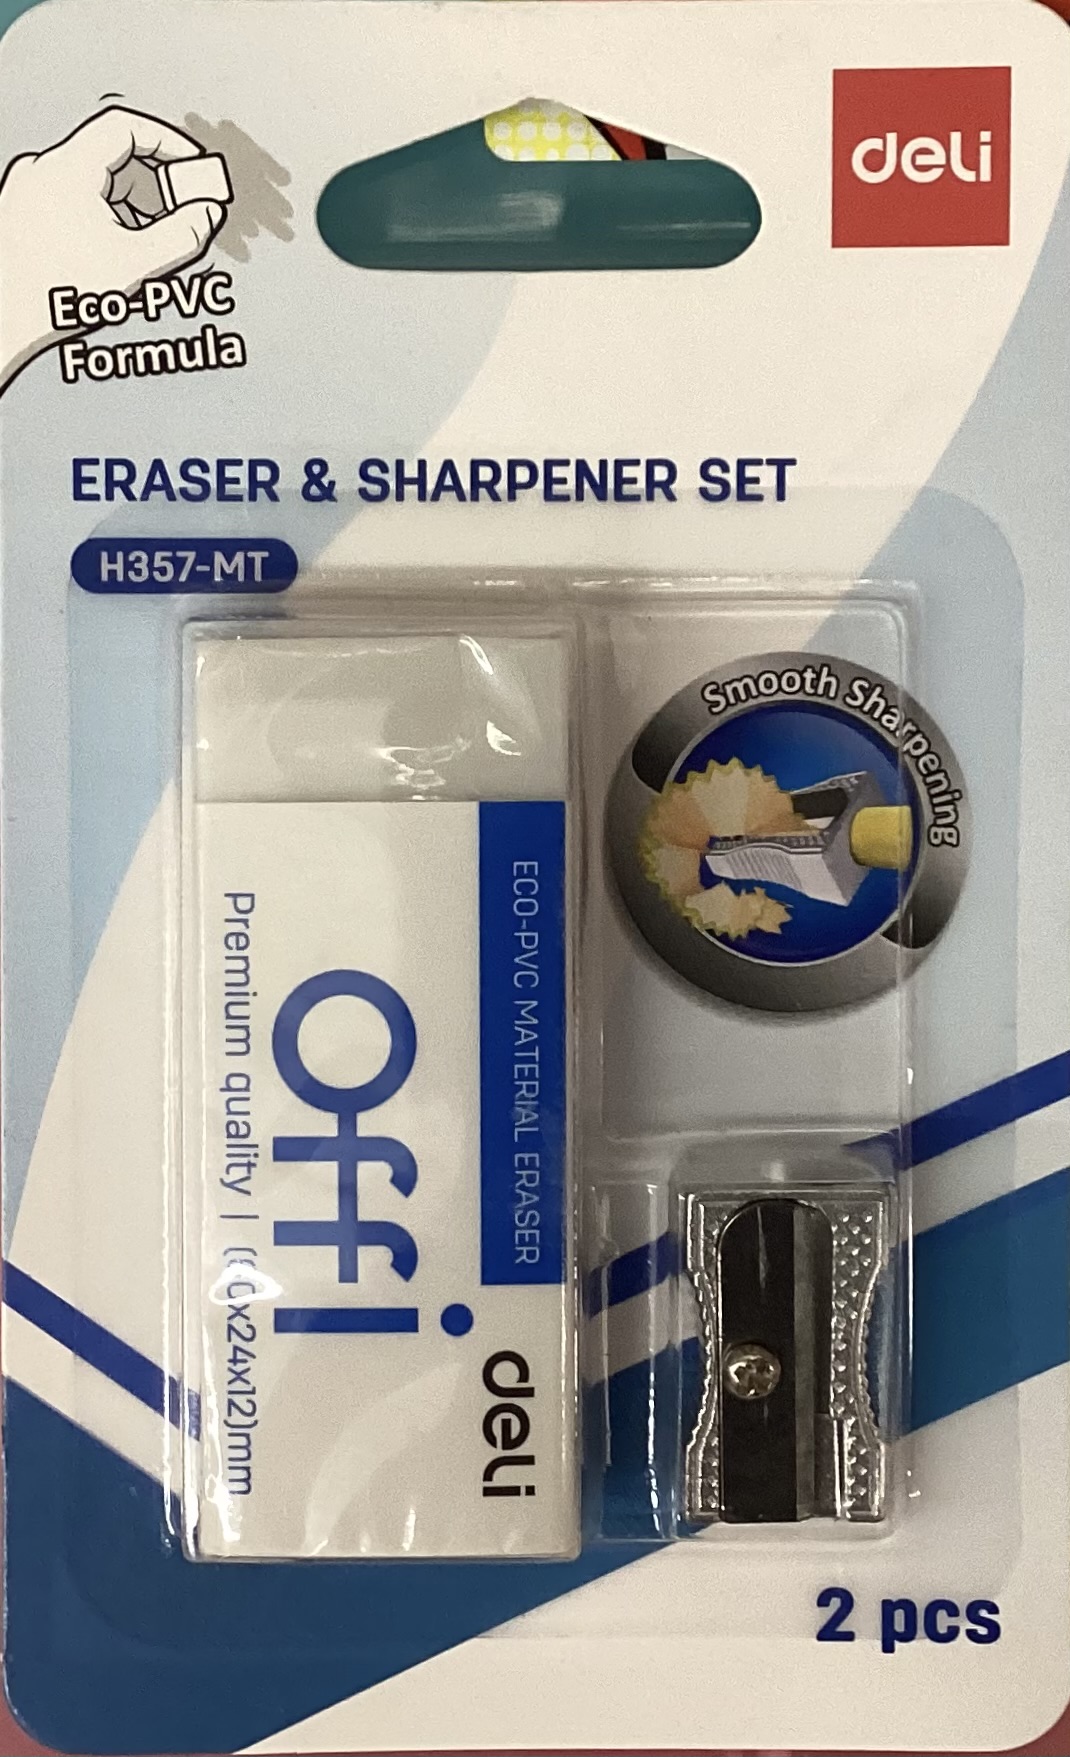 deli
Eco-PVC
Formula
ERASER & SHARPENER SET
H357-MT
Smooth Sharpening
ECO-PVC MATERIAL ERASER
Offi
deli
Premium quality |
2 pcs